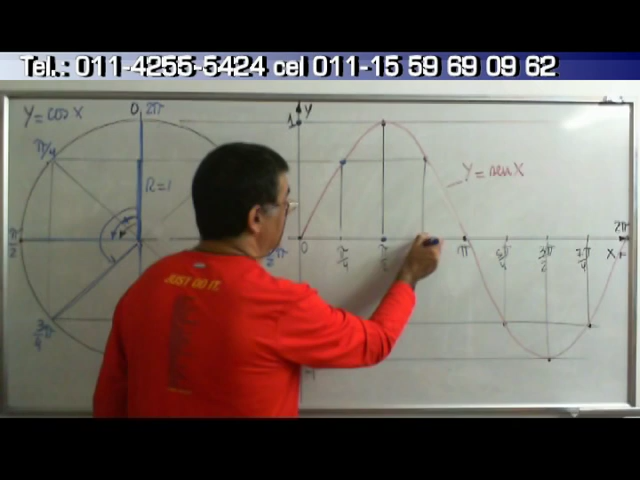 Tel.: 011-4255-5424 cel 011-15 59 69 09 62
Y = cos X
0 2π
π/4
R = 1
π/2
3π/4
1 Y
Y = sen X
0 π/4 π/2 π 5π/4 3π/2 7π/4 2π
X
-1
JUST DO IT.